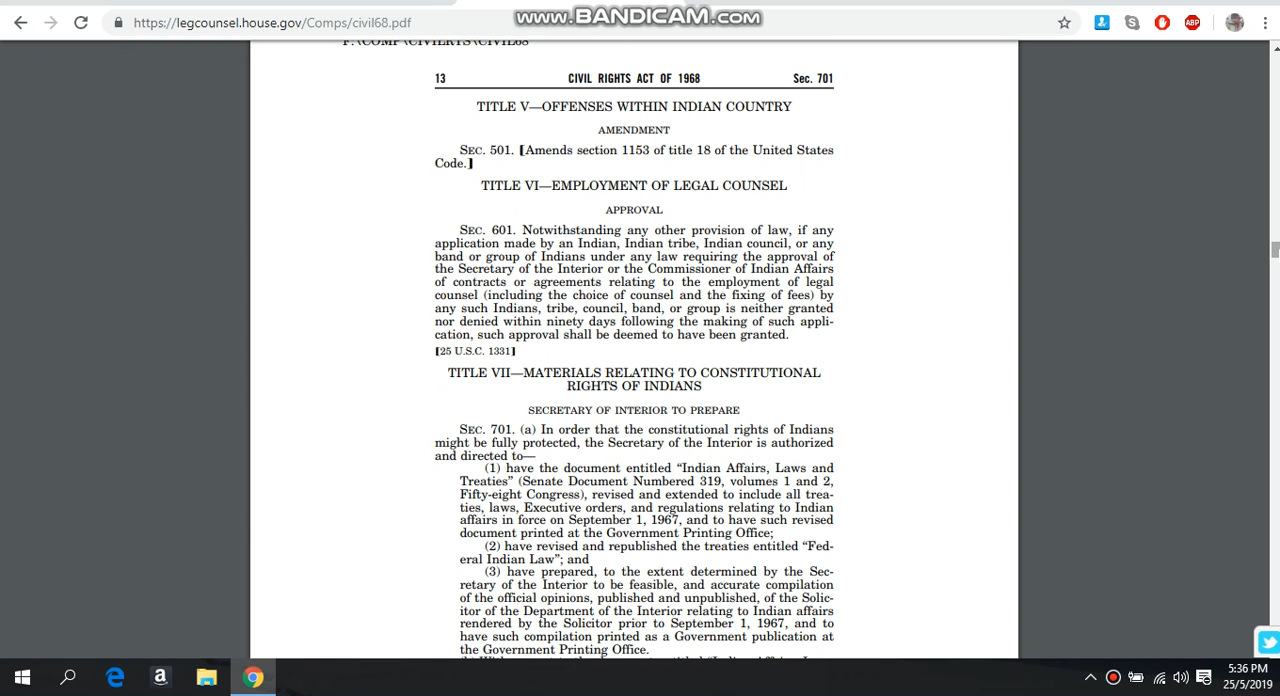 www.BANDICAM.com
https://legcounsel.house.gov/Comps/civil68.pdf
ABP
F:\COMP\CIVILRTS\CIVIL68
13 CIVIL RIGHTS ACT OF 1968 Sec. 701
TITLE V—OFFENSES WITHIN INDIAN COUNTRY
AMENDMENT
SEC. 501. [Amends section 1153 of title 18 of the United States
Code.]
TITLE VI—EMPLOYMENT OF LEGAL COUNSEL
APPROVAL
SEC. 601. Notwithstanding any other provision of law, if any
application made by an Indian, Indian tribe, Indian council, or any
band or group of Indians under any law requiring the approval of
the Secretary of the Interior or the Commissioner of Indian Affairs
of contracts or agreements relating to the employment of legal
counsel (including the choice of counsel and the fixing of fees) by
any such Indians, tribe, council, band, or group is neither granted
nor denied within ninety days following the making of such appli-
cation, such approval shall be deemed to have been granted.
[25 U.S.C. 1331]
TITLE VII—MATERIALS RELATING TO CONSTITUTIONAL
RIGHTS OF INDIANS
SECRETARY OF INTERIOR TO PREPARE
SEC. 701. (a) In order that the constitutional rights of Indians
might be fully protected, the Secretary of the Interior is authorized
and directed to—
(1) have the document entitled “Indian Affairs, Laws and
Treaties” (Senate Document Numbered 319, volumes 1 and 2,
Fifty-eight Congress), revised and extended to include all trea-
ties, laws, Executive orders, and regulations relating to Indian
affairs in force on September 1, 1967, and to have such revised
document printed at the Government Printing Office;
(2) have revised and republished the treaties entitled “Fed-
eral Indian Law”; and
(3) have prepared, to the extent determined by the Sec-
retary of the Interior to be feasible, and accurate compilation
of the official opinions, published and unpublished, of the Solic-
itor of the Department of the Interior relating to Indian affairs
rendered by the Solicitor prior to September 1, 1967, and to
have such compilation printed as a Government publication at
the Government Printing Office.
5:36 PM
25/5/2019